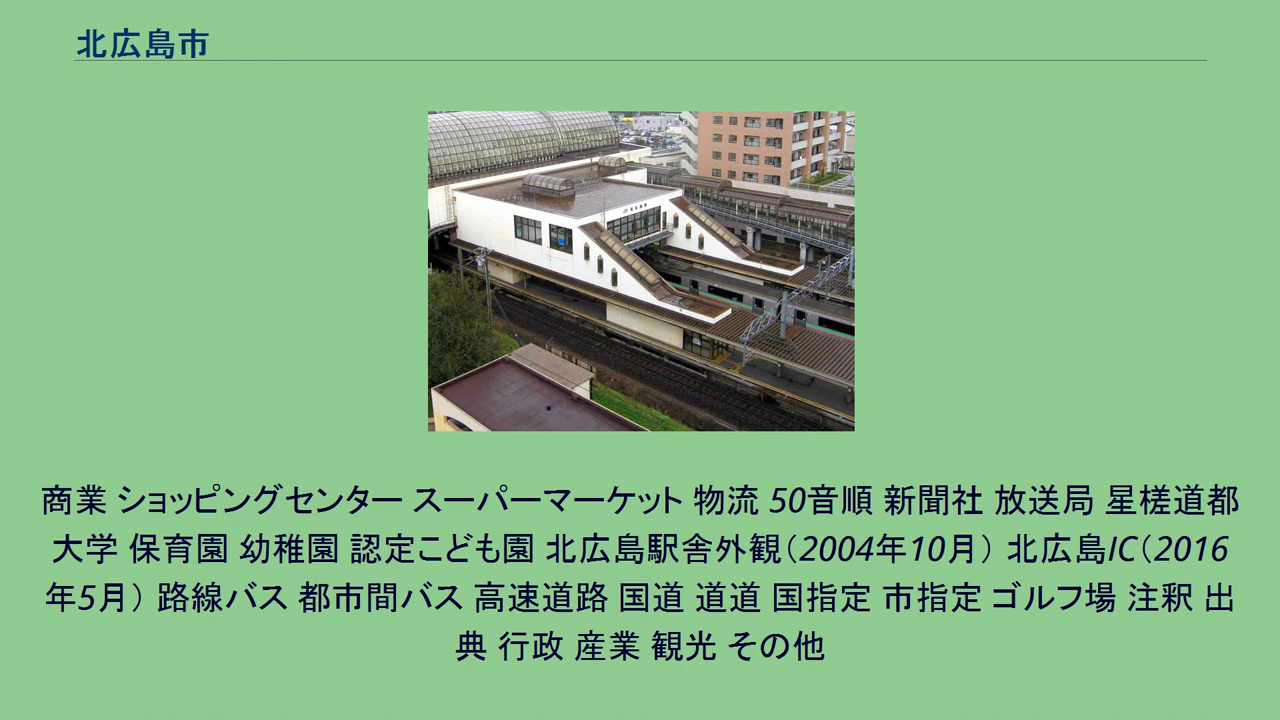 北広島市
商業 ショッピングセンター スーパーマーケット 物流 50音順 新聞社 放送局 星槎道都
大学 保育園 幼稚園 認定こども園 北広島駅舎外観（2004年10月） 北広島IC（2016
年5月） 路線バス 都市間バス 高速道路 国道 道道 国指定 市指定 ゴルフ場 注釈 出
典 行政 産業 観光 その他